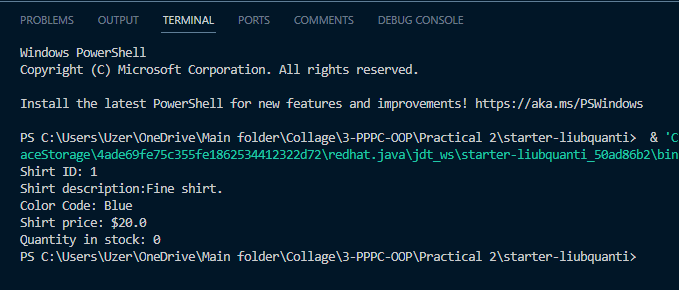 PROBLEMS OUTPUT TERMINAL PORTS COMMENTS DEBUG CONSOLE
Windows PowerShell
Copyright (C) Microsoft Corporation. All rights reserved.
Install the latest PowerShell for new features and improvements! https://aka.ms/PSWindows
PS C:\Users\Uzer\OneDrive\Main folder\Collage\3-PPPC-OOP\Practical 2\starter-liubquanti> & 'C
aceStorage\4ade69fe75c355fe1862534412322d72\redhat.java\jdt_ws\starter-liubquanti_50ad86b2\bin
Shirt ID: 1
Shirt description:Fine shirt.
Color Code: Blue
Shirt price: $20.0
Quantity in stock: 0
PS C:\Users\Uzer\OneDrive\Main folder\Collage\3-PPPC-OOP\Practical 2\starter-liubquanti>